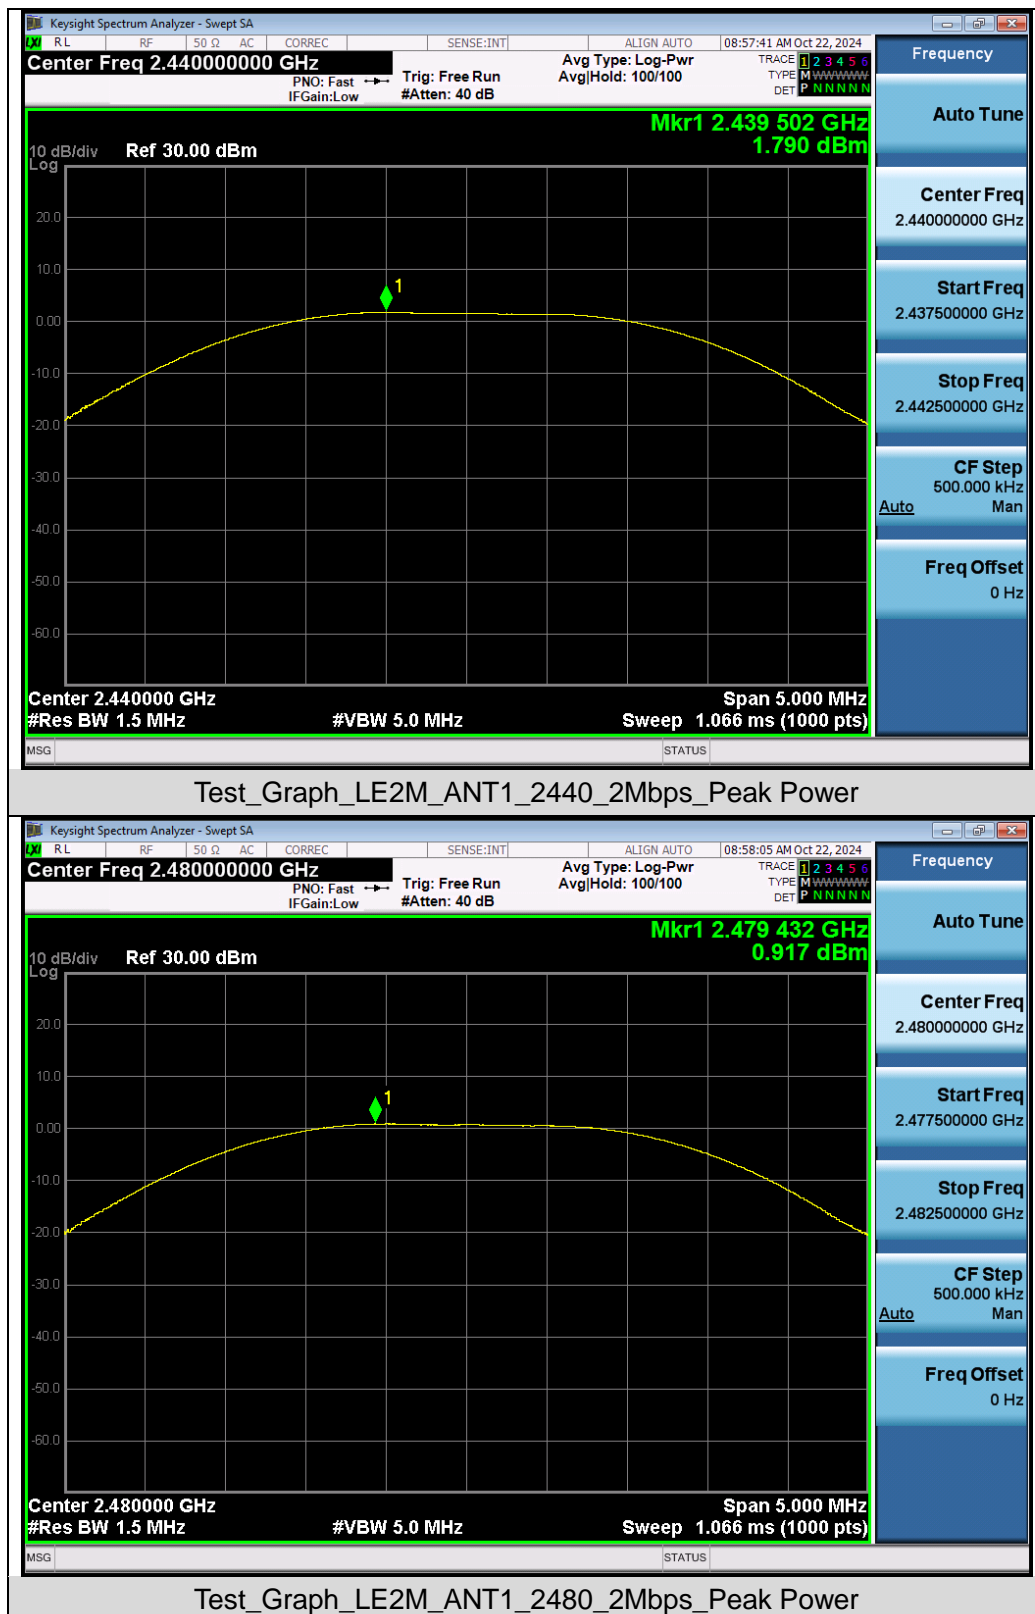 Keysight Spectrum Analyzer - Swept SA
LXI RL RF 50 Ω AC CORREC SENSE:INT ALIGN AUTO 08:57:41 AM Oct 22, 2024
Center Freq 2.440000000 GHz
PNO: Fast
IFGain:Low
Trig: Free Run
#Atten: 40 dB
Avg Type: Log-Pwr
Avg|Hold: 100/100
TRACE 1 2 3 4 5 6
TYPE M WWWWW
DET P N N N N N
Mkr1 2.439 502 GHz
1.790 dBm
10 dB/div Ref 30.00 dBm
Log
20.0
10.0
0.00
-10.0
-20.0
-30.0
-40.0
-50.0
-60.0
1
Center 2.440000 GHz Span 5.000 MHz
#Res BW 1.5 MHz #VBW 5.0 MHz Sweep 1.066 ms (1000 pts)
MSG STATUS
Frequency
Auto Tune
Center Freq
2.440000000 GHz
Start Freq
2.437500000 GHz
Stop Freq
2.442500000 GHz
CF Step
500.000 kHz
Auto Man
Freq Offset
0 Hz
Test_Graph_LE2M_ANT1_2440_2Mbps_Peak Power
Keysight Spectrum Analyzer - Swept SA
LXI RL RF 50 Ω AC CORREC SENSE:INT ALIGN AUTO 08:58:05 AM Oct 22, 2024
Center Freq 2.480000000 GHz
PNO: Fast
IFGain:Low
Trig: Free Run
#Atten: 40 dB
Avg Type: Log-Pwr
Avg|Hold: 100/100
TRACE 1 2 3 4 5 6
TYPE M WWWWW
DET P N N N N N
Mkr1 2.479 432 GHz
0.917 dBm
10 dB/div Ref 30.00 dBm
Log
20.0
10.0
0.00
-10.0
-20.0
-30.0
-40.0
-50.0
-60.0
1
Center 2.480000 GHz Span 5.000 MHz
#Res BW 1.5 MHz #VBW 5.0 MHz Sweep 1.066 ms (1000 pts)
MSG STATUS
Frequency
Auto Tune
Center Freq
2.480000000 GHz
Start Freq
2.477500000 GHz
Stop Freq
2.482500000 GHz
CF Step
500.000 kHz
Auto Man
Freq Offset
0 Hz
Test_Graph_LE2M_ANT1_2480_2Mbps_Peak Power